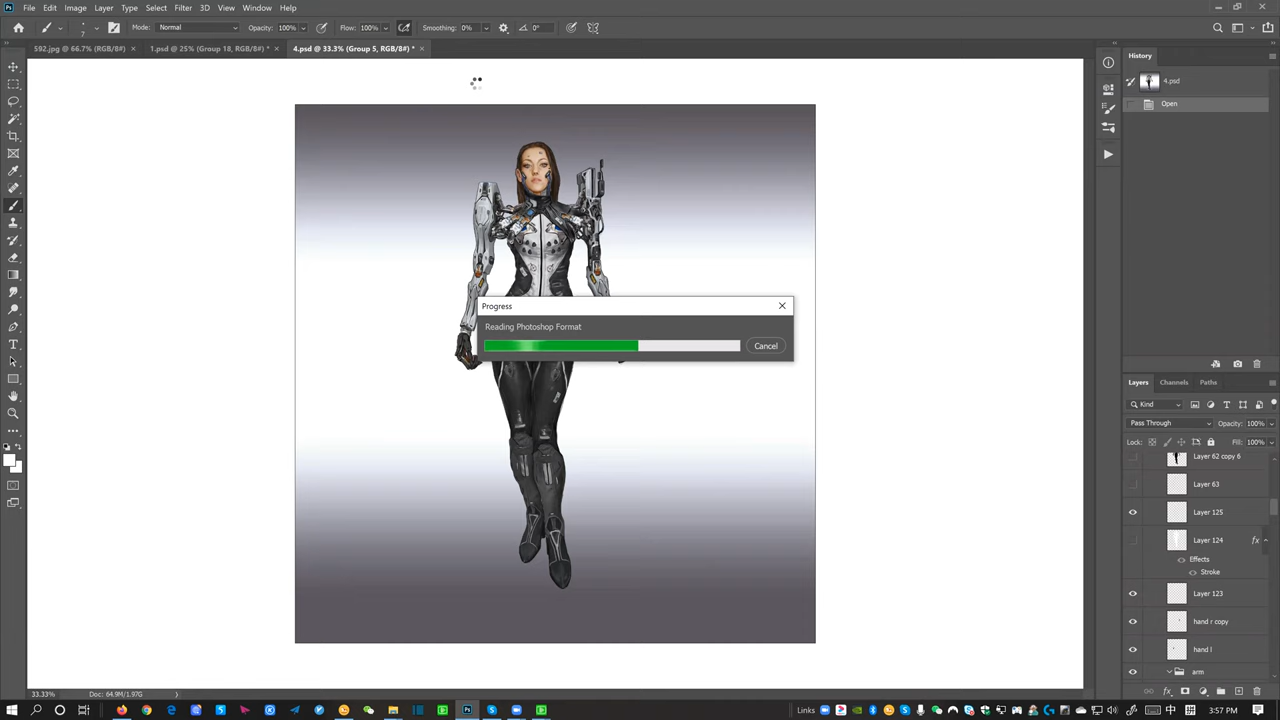 File Edit Image Layer Type Select Filter 3D View Window Help
7 Mode: Normal Opacity: 100% Flow: 100% Smoothing: 0% 0°
592.jpg @ 66.7% (RGB/8#) 1.psd @ 25% (Group 18, RGB/8#) * 4.psd @ 33.3% (Group 5, RGB/8#) *
History
4.psd
Open
Progress
Reading Photoshop Format
Cancel
Layers Channels Paths
Kind
Pass Through Opacity: 100%
Lock: Fill: 100%
Layer 62 copy 6
Layer 63
Layer 125
Layer 124 fx
Effects
Stroke
Layer 123
hand r copy
hand l
arm
33.33% Doc: 64.9M/1.97G
Links 中 拼 3:57 PM